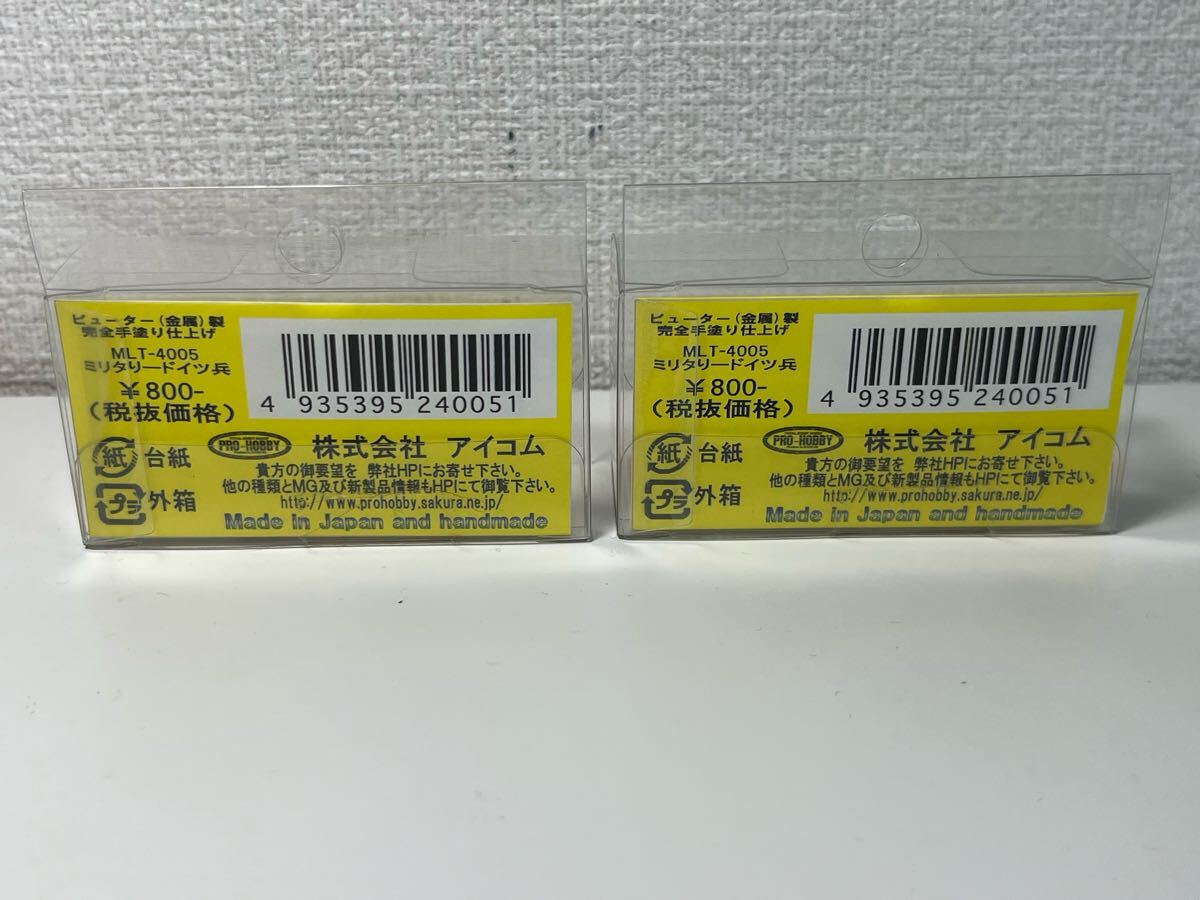 ピューター(金属)製
完全手塗り仕上げ
MLT-4005
ミリタリードイツ兵
¥800-
(税抜価格)
4 935395 240051
PRO-HOBBY 株式会社 アイコム
紙 台紙
貴方の御要望を 弊社HPにお寄せ下さい。
他の種類とMG及び新製品情報もHPにて御覧下さい。
プラ 外箱
http://www.prohobby.sakura.ne.jp/
Made in Japan and handmade
ピューター(金属)製
完全手塗り仕上げ
MLT-4005
ミリタリードイツ兵
¥800-
(税抜価格)
4 935395 240051
PRO-HOBBY 株式会社 アイコム
紙 台紙
貴方の御要望を 弊社HPにお寄せ下さい。
他の種類とMG及び新製品情報もHPにて御覧下さい。
プラ 外箱
http://www.prohobby.sakura.ne.jp/
Made in Japan and handmade